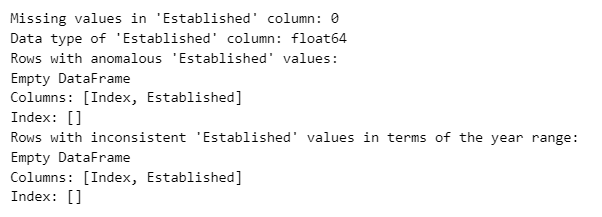 Missing values in 'Established' column: 0
Data type of 'Established' column: float64
Rows with anomalous 'Established' values:
Empty DataFrame
Columns: [Index, Established]
Index: []
Rows with inconsistent 'Established' values in terms of the year range:
Empty DataFrame
Columns: [Index, Established]
Index: []